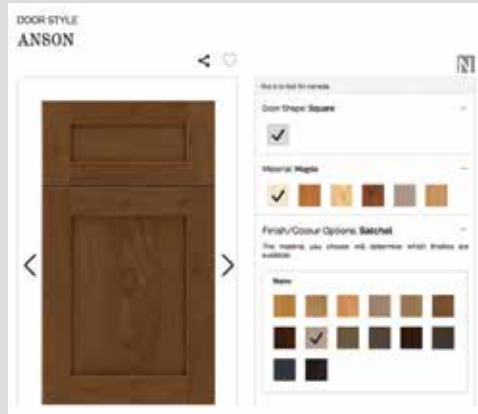 DOOR STYLE
ANSON
N
Door Shape: Square
Material: Maple
Finish/Colour Options: Satchel
The material you choose will determine which finishes are
available.
Stains